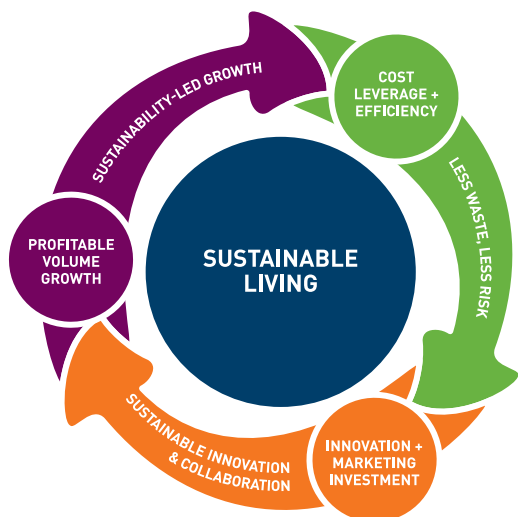 SUSTAINABILITY-LED GROWTH
COST
LEVERAGE +
EFFICIENCY
LESS WASTE, LESS RISK
PROFITABLE
VOLUME
GROWTH
SUSTAINABLE
LIVING
SUSTAINABLE INNOVATION
& COLLABORATION
INNOVATION +
MARKETING
INVESTMENT